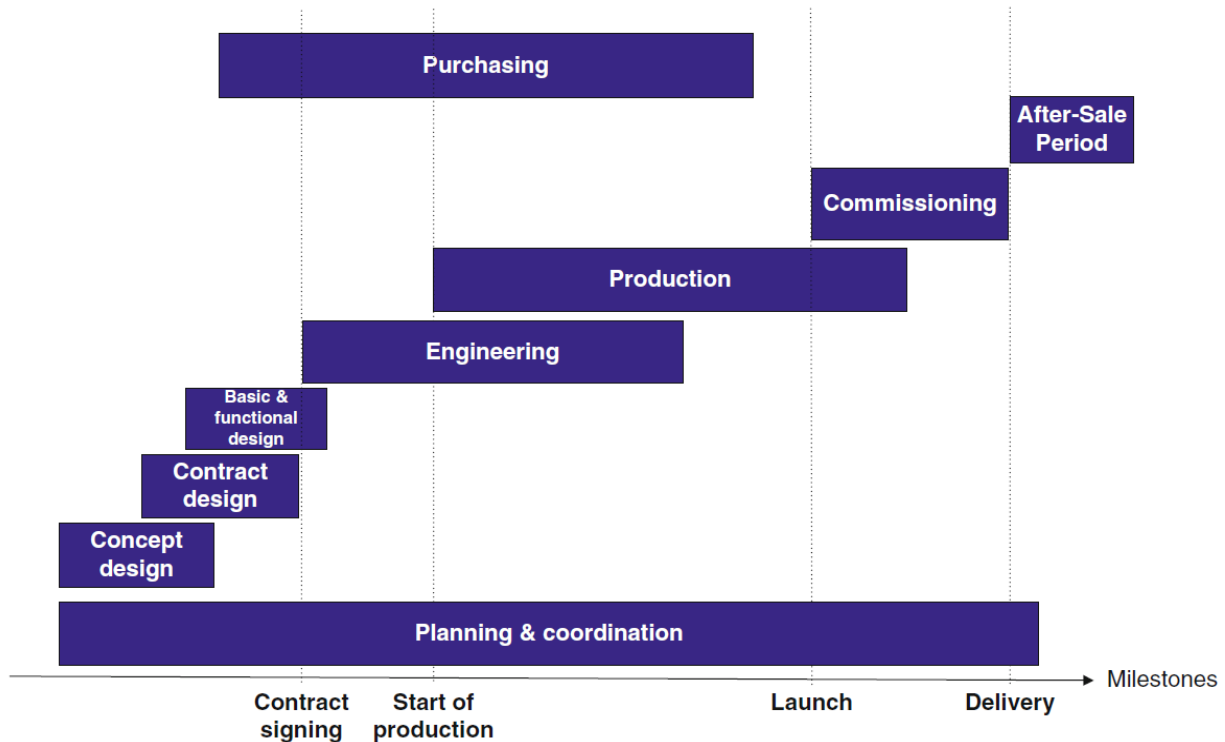 Purchasing
After-Sale
Period
Commissioning
Production
Engineering
Basic &
functional
design
Contract
design
Concept
design
Planning & coordination
Milestones
Contract
signing
Start of
production
Launch
Delivery